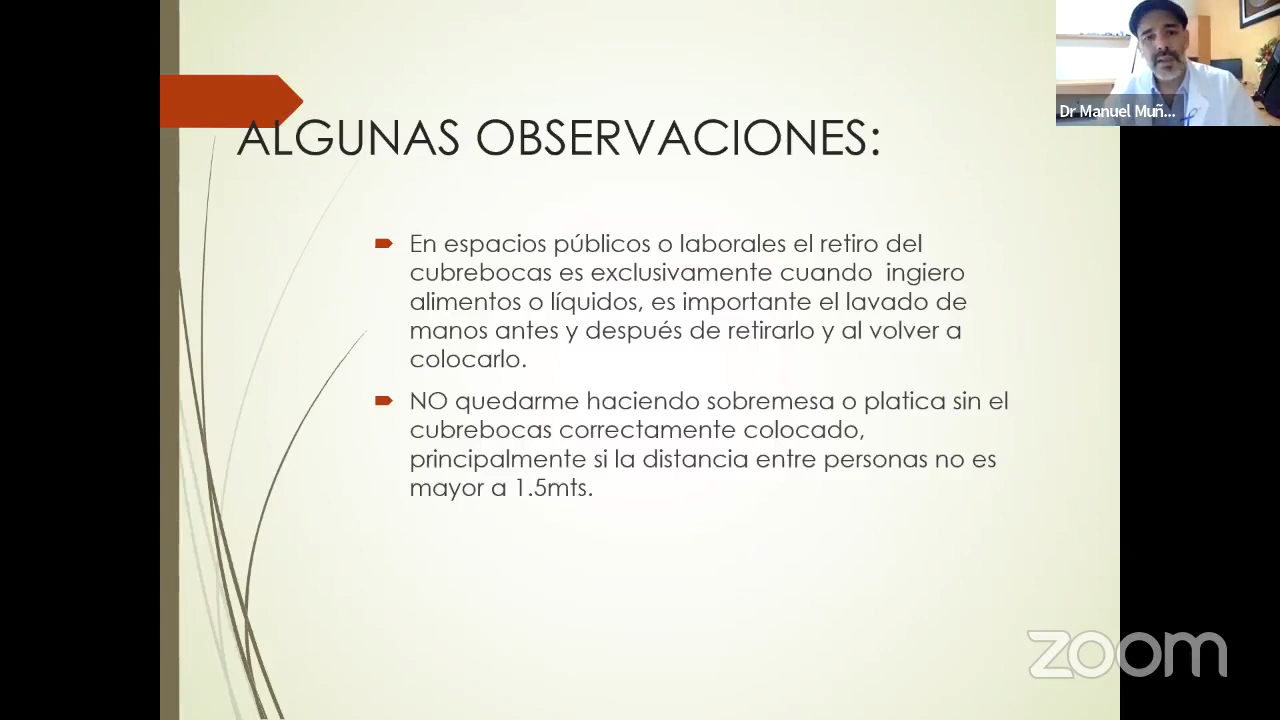 ALGUNAS OBSERVACIONES:
En espacios públicos o laborales el retiro del
cubrebocas es exclusivamente cuando ingiero
alimentos o líquidos, es importante el lavado de
manos antes y después de retirarlo y al volver a
colocarlo.
NO quedarme haciendo sobremesa o platica sin el
cubrebocas correctamente colocado,
principalmente si la distancia entre personas no es
mayor a 1.5mts.
Dr Manuel Muñ...
zoom